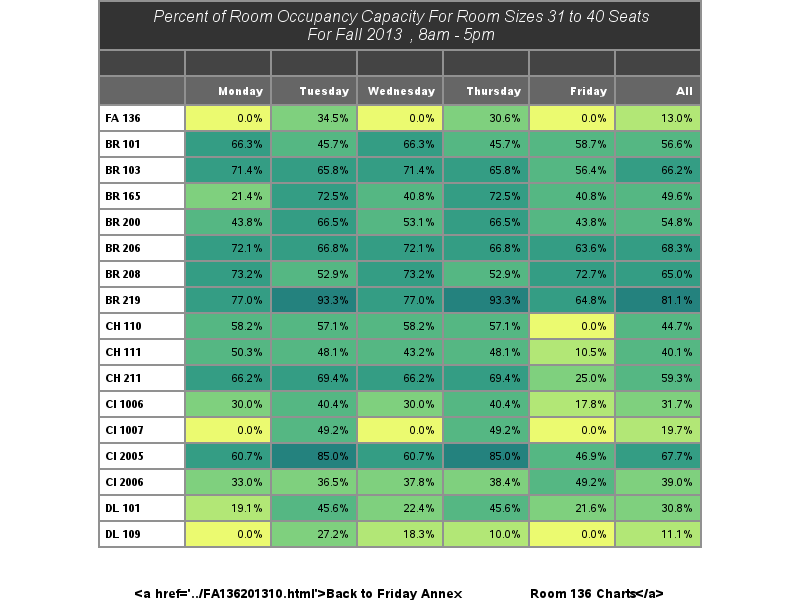 Percent of Room Occupancy Capacity For Room Sizes 31 to 40 Seats
For Fall 2013 , 8am - 5pm
Monday Tuesday Wednesday Thursday Friday All
FA 136 0.0% 34.5% 0.0% 30.6% 0.0% 13.0%
BR 101 66.3% 45.7% 66.3% 45.7% 58.7% 56.6%
BR 103 71.4% 65.8% 71.4% 65.8% 56.4% 66.2%
BR 165 21.4% 72.5% 40.8% 72.5% 40.8% 49.6%
BR 200 43.8% 66.5% 53.1% 66.5% 43.8% 54.8%
BR 206 72.1% 66.8% 72.1% 66.8% 63.6% 68.3%
BR 208 73.2% 52.9% 73.2% 52.9% 72.7% 65.0%
BR 219 77.0% 93.3% 77.0% 93.3% 64.8% 81.1%
CH 110 58.2% 57.1% 58.2% 57.1% 0.0% 44.7%
CH 111 50.3% 48.1% 43.2% 48.1% 10.5% 40.1%
CH 211 66.2% 69.4% 66.2% 69.4% 25.0% 59.3%
CI 1006 30.0% 40.4% 30.0% 40.4% 17.8% 31.7%
CI 1007 0.0% 49.2% 0.0% 49.2% 0.0% 19.7%
CI 2005 60.7% 85.0% 60.7% 85.0% 46.9% 67.7%
CI 2006 33.0% 36.5% 37.8% 38.4% 49.2% 39.0%
DL 101 19.1% 45.6% 22.4% 45.6% 21.6% 30.8%
DL 109 0.0% 27.2% 18.3% 10.0% 0.0% 11.1%
<a href='../FA136201310.html'>Back to Friday Annex Room 136 Charts</a>